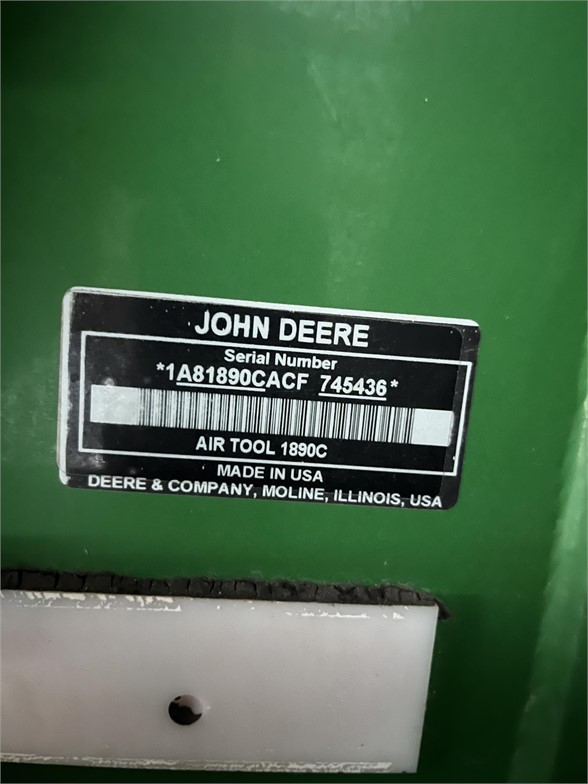 JOHN DEERE
Serial Number
*1A81890CACF 745436*
AIR TOOL 1890C
MADE IN USA
DEERE & COMPANY, MOLINE, ILLINOIS, USA